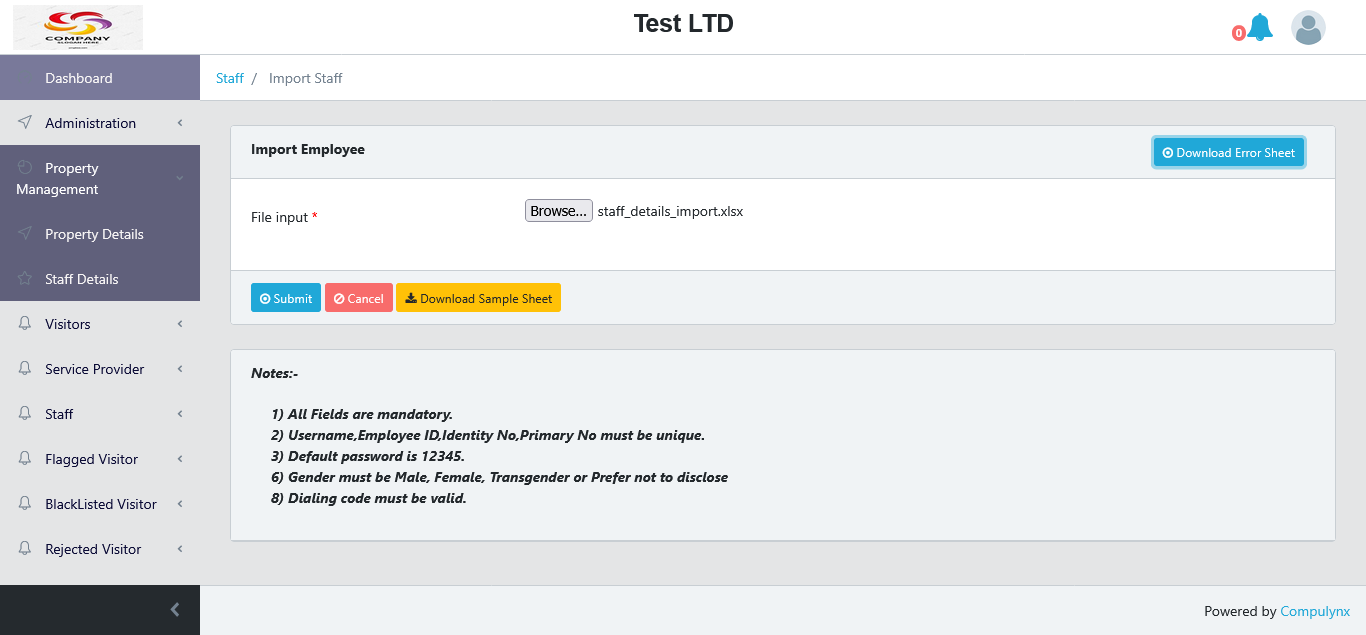 COMPANY
SLOGAN HERE
Test LTD
0
Dashboard
Staff / Import Staff
Administration
Property
Management
Property Details
Staff Details
Visitors
Service Provider
Staff
Flagged Visitor
BlackListed Visitor
Rejected Visitor
Import Employee
Download Error Sheet
File input *
Browse... staff_details_import.xlsx
Submit Cancel Download Sample Sheet
Notes:-
1) All Fields are mandatory.
2) Username,Employee ID,Identity No,Primary No must be unique.
3) Default password is 12345.
6) Gender must be Male, Female, Transgender or Prefer not to disclose
8) Dialing code must be valid.
Powered by Compulynx